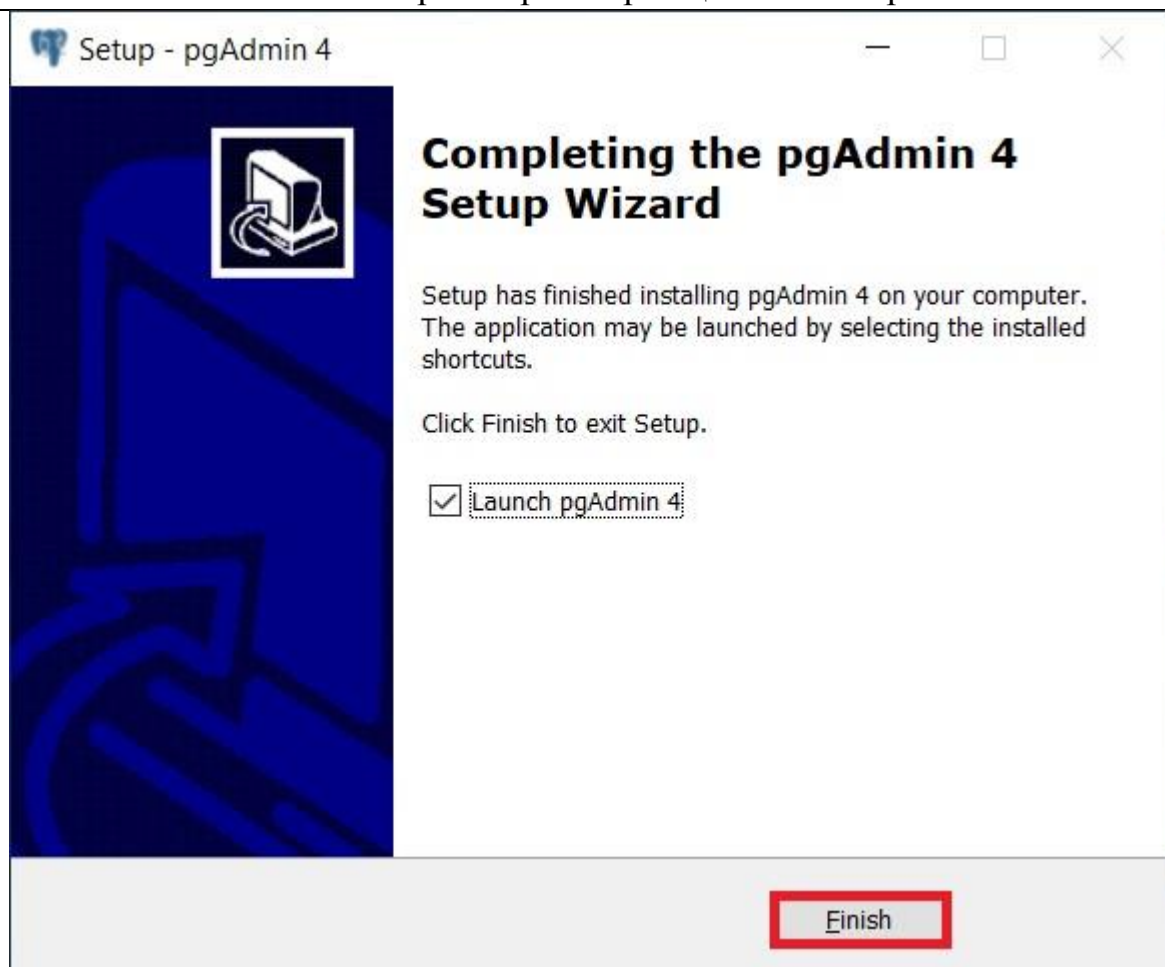 Setup - pgAdmin 4
Completing the pgAdmin 4
Setup Wizard
Setup has finished installing pgAdmin 4 on your computer.
The application may be launched by selecting the installed
shortcuts.
Click Finish to exit Setup.
Launch pgAdmin 4
Finish